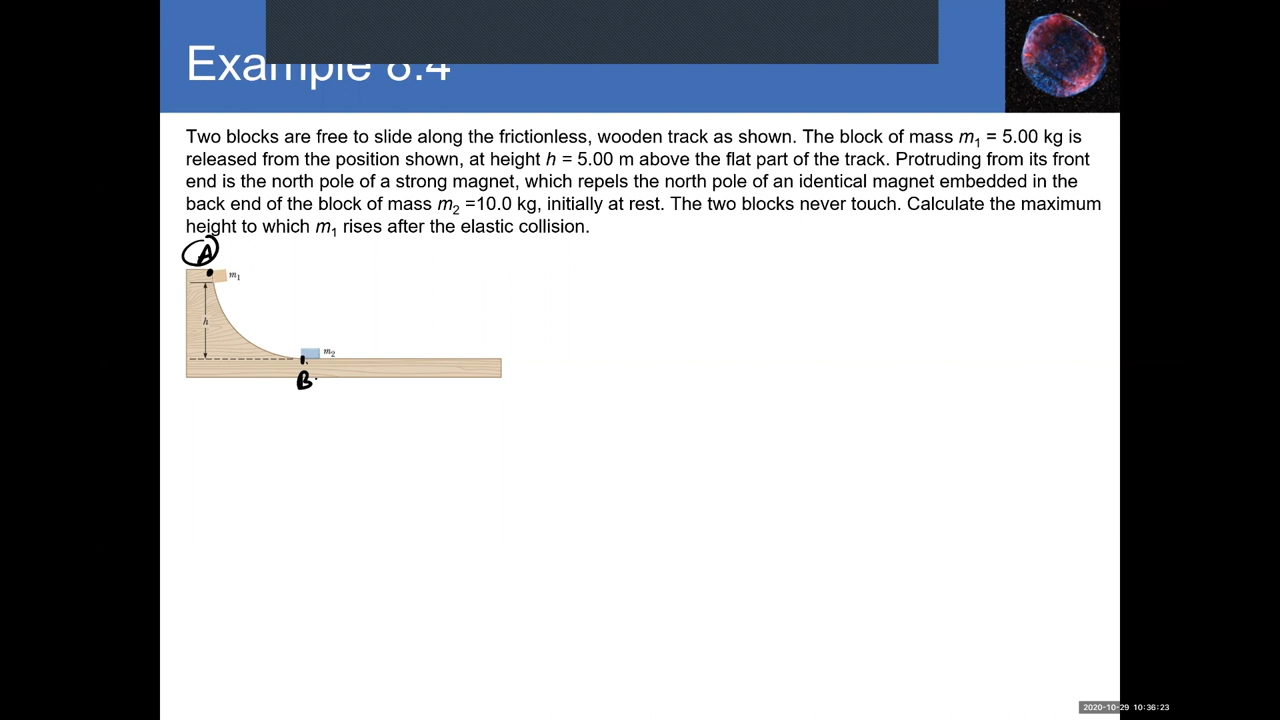 Example 8.4
Two blocks are free to slide along the frictionless, wooden track as shown. The block of mass m₁ = 5.00 kg is
released from the position shown, at height h = 5.00 m above the flat part of the track. Protruding from its front
end is the north pole of a strong magnet, which repels the north pole of an identical magnet embedded in the
back end of the block of mass m₂ =10.0 kg, initially at rest. The two blocks never touch. Calculate the maximum
height to which m₁ rises after the elastic collision.
A
m₁
h
m₂
B
2020-10-29 10:36:23